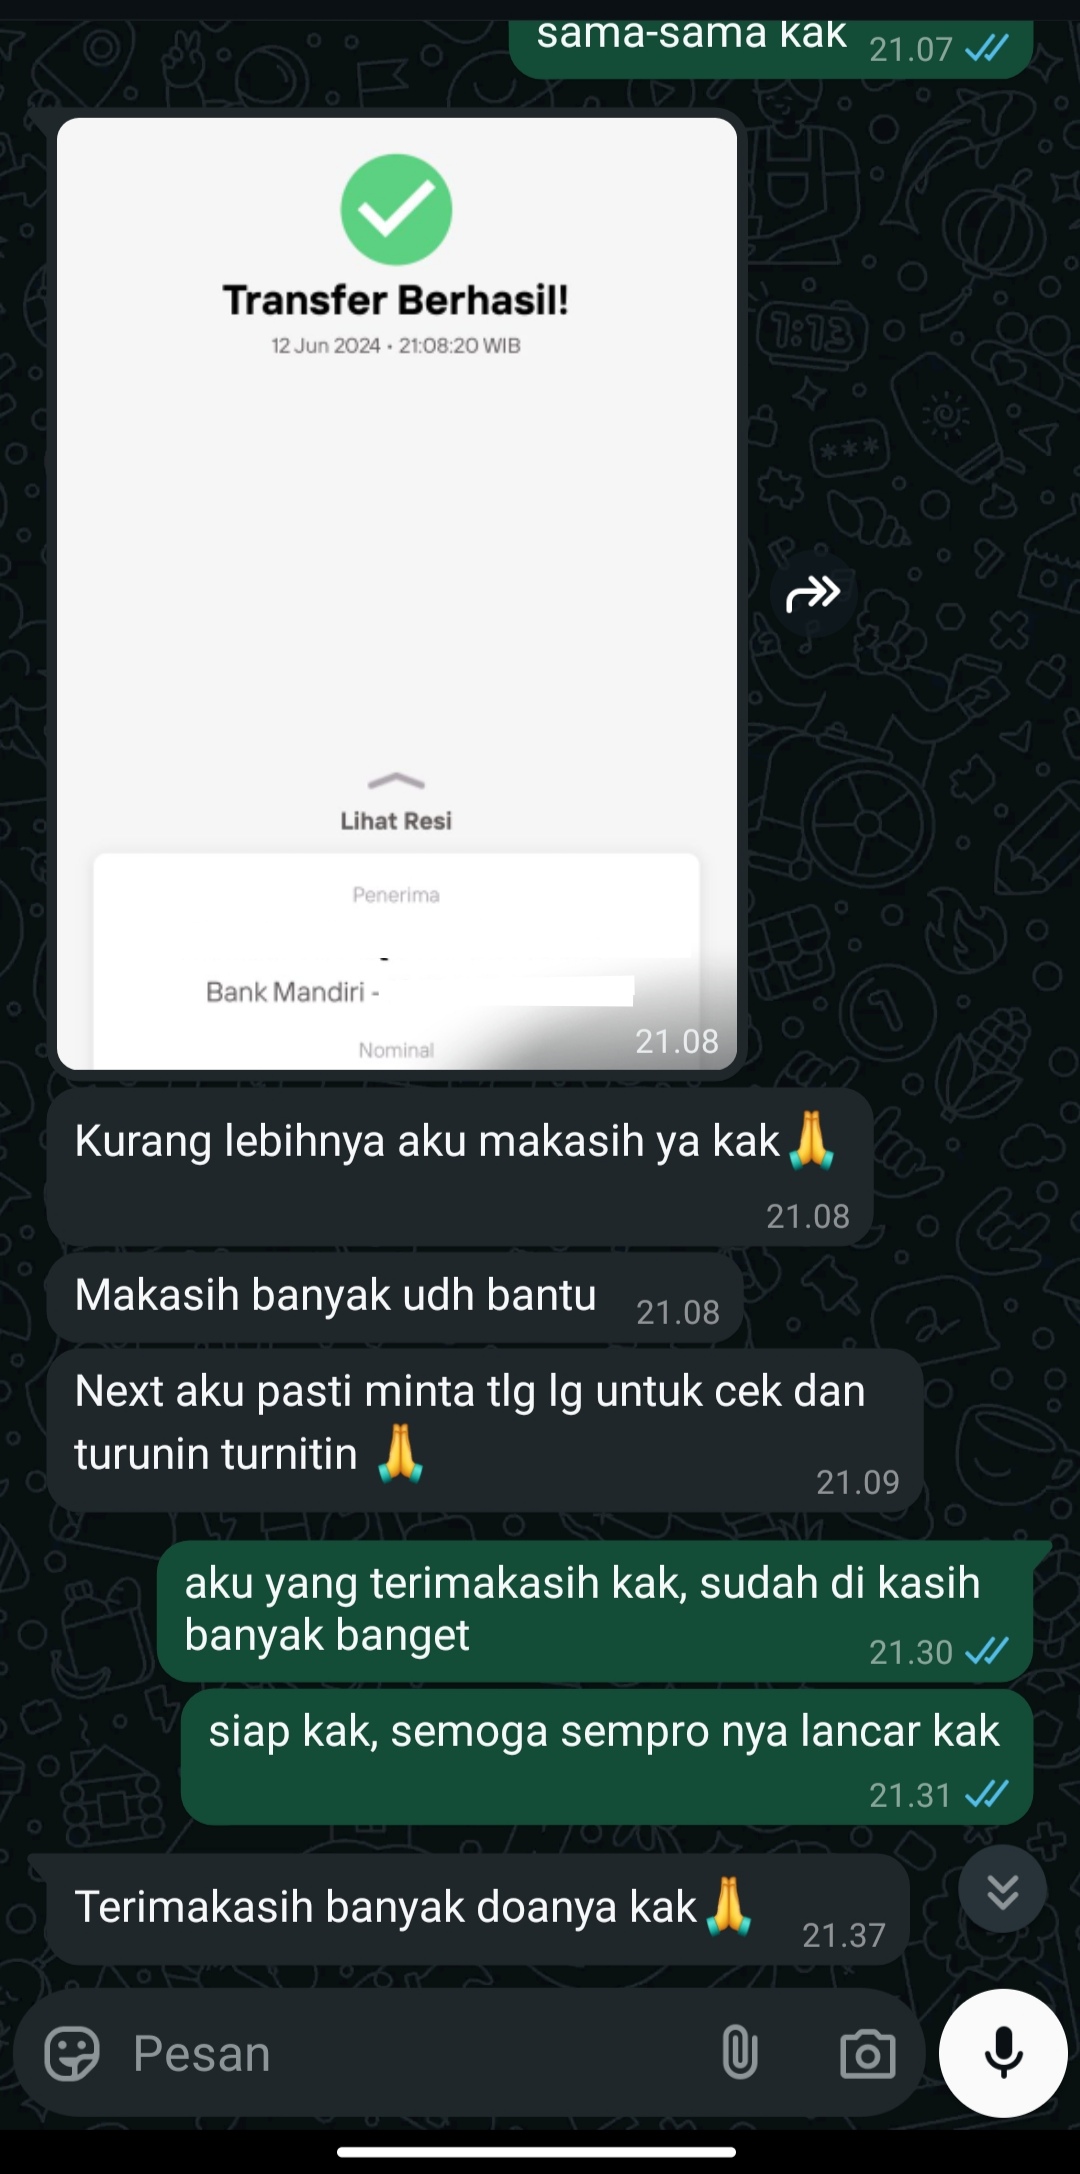 sama-sama kak 21.07
Transfer Berhasil!
12 Jun 2024 • 21:08:20 WIB
Lihat Resi
Penerima
Bank Mandiri -
Nominal
21.08
Kurang lebihnya aku makasih ya kak🙏
21.08
Makasih banyak udh bantu 21.08
Next aku pasti minta tlg lg untuk cek dan
turunin turnitin 🙏
21.09
aku yang terimakasih kak, sudah di kasih
banyak banget 21.30
siap kak, semoga sempro nya lancar kak
21.31
Terimakasih banyak doanya kak🙏 21.37
Pesan